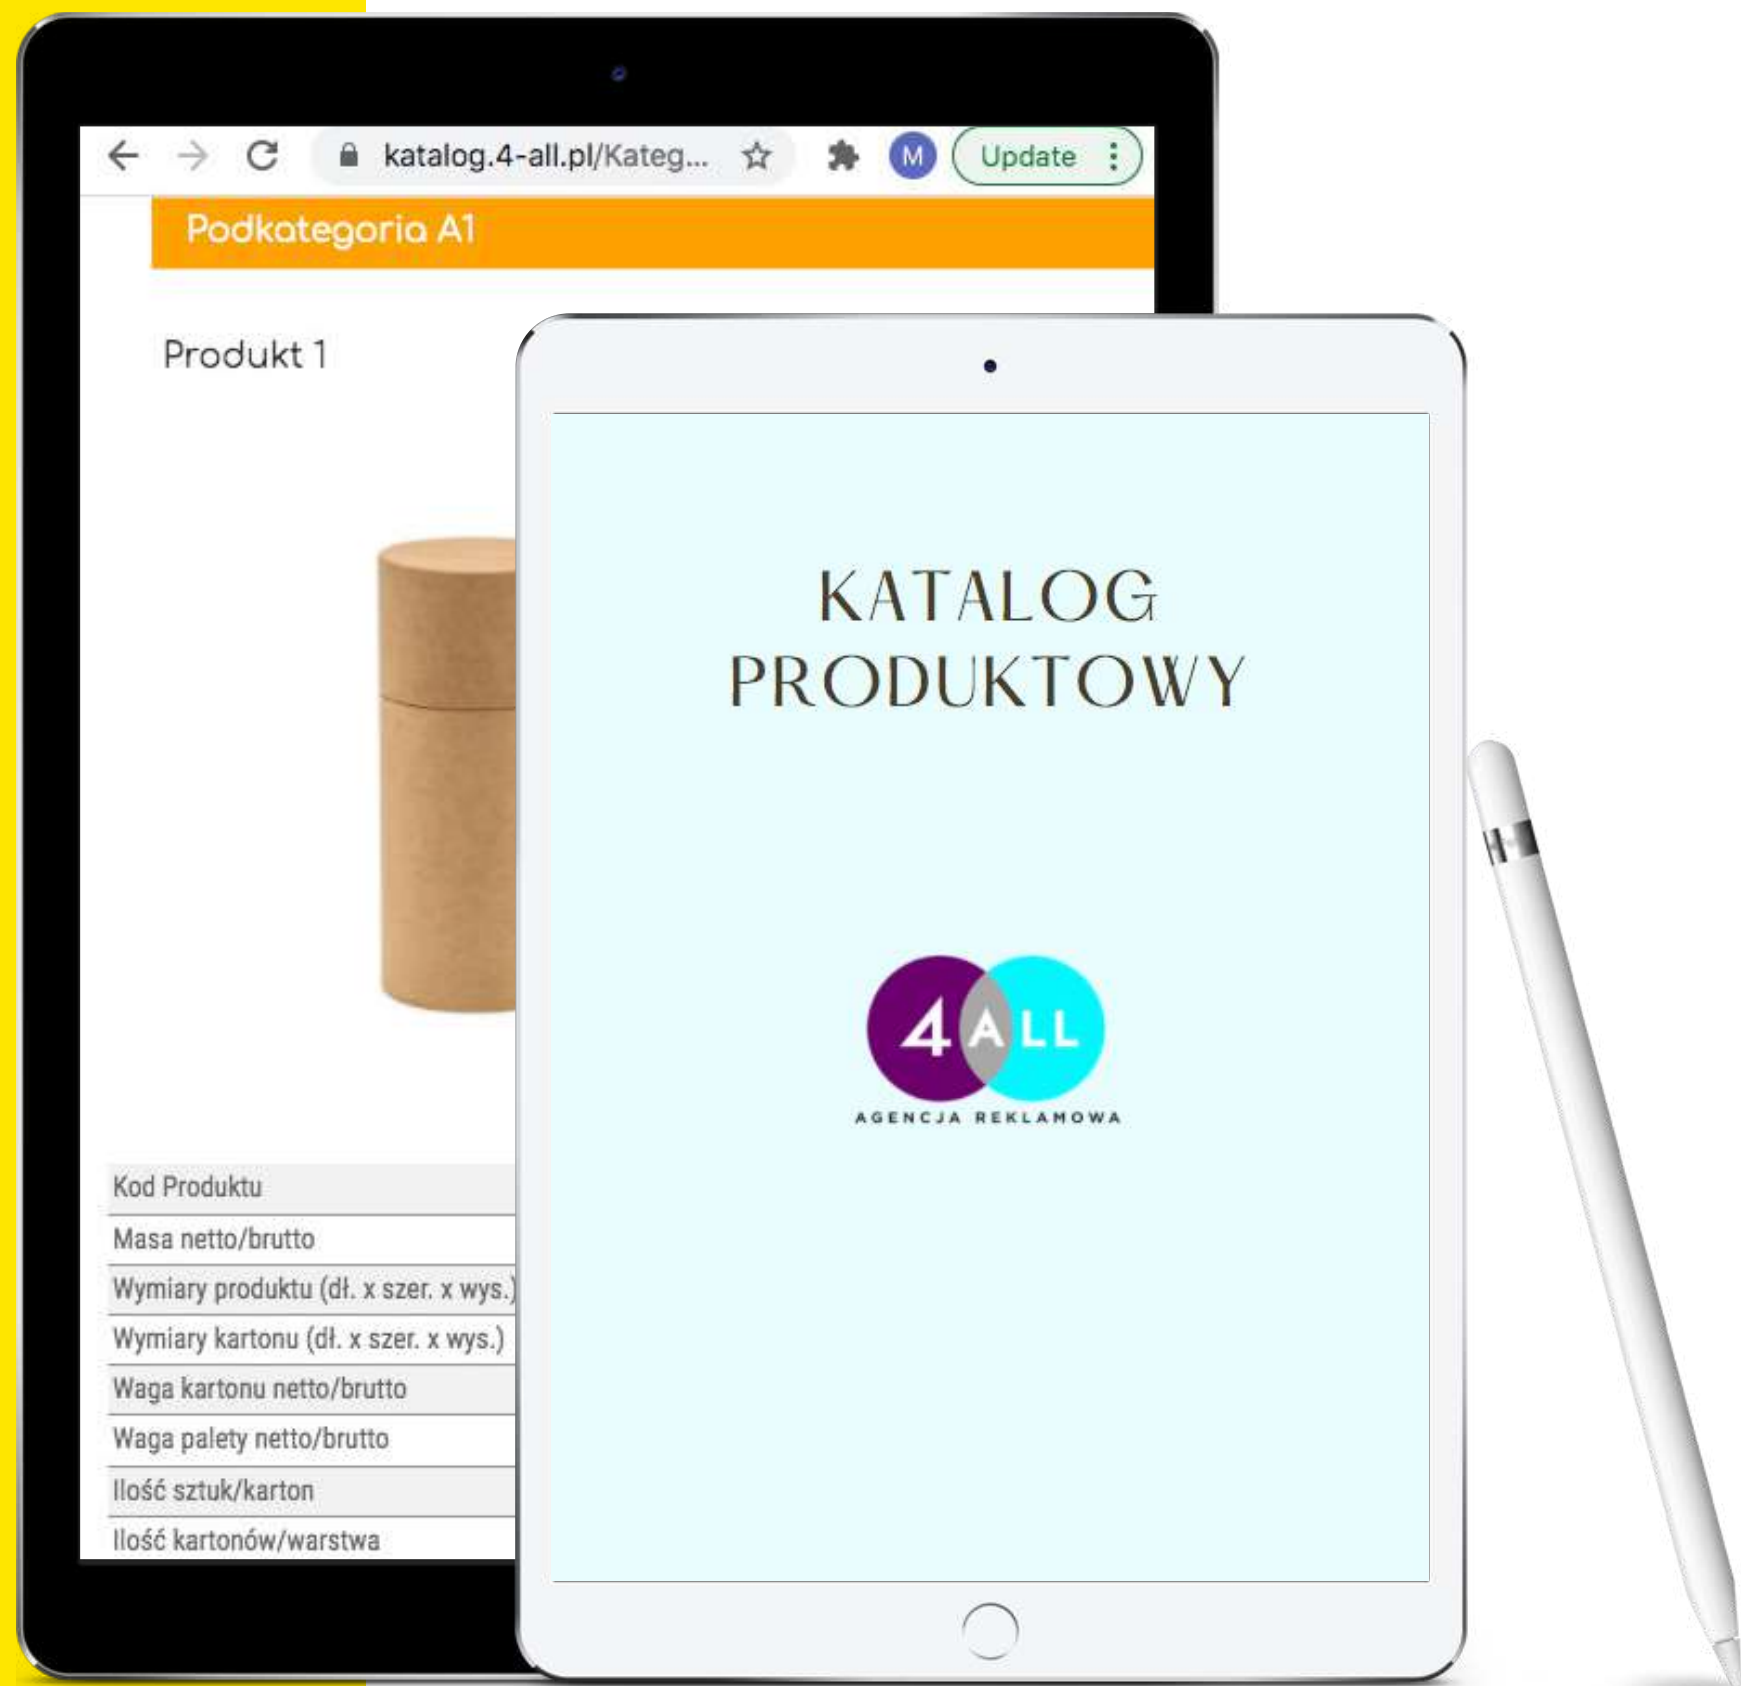 katalog.4-all.pl/Kateg...
M
Update
Podkategoria A1
Produkt 1
Kod Produktu
Masa netto/brutto
Wymiary produktu (dł. x szer. x wys.)
Wymiary kartonu (dł. x szer. x wys.)
Waga kartonu netto/brutto
Waga palety netto/brutto
Ilość sztuk/karton
Ilość kartonów/warstwa
KATALOG
PRODUKTOWY
4ALL
AGENCJA REKLAMOWA